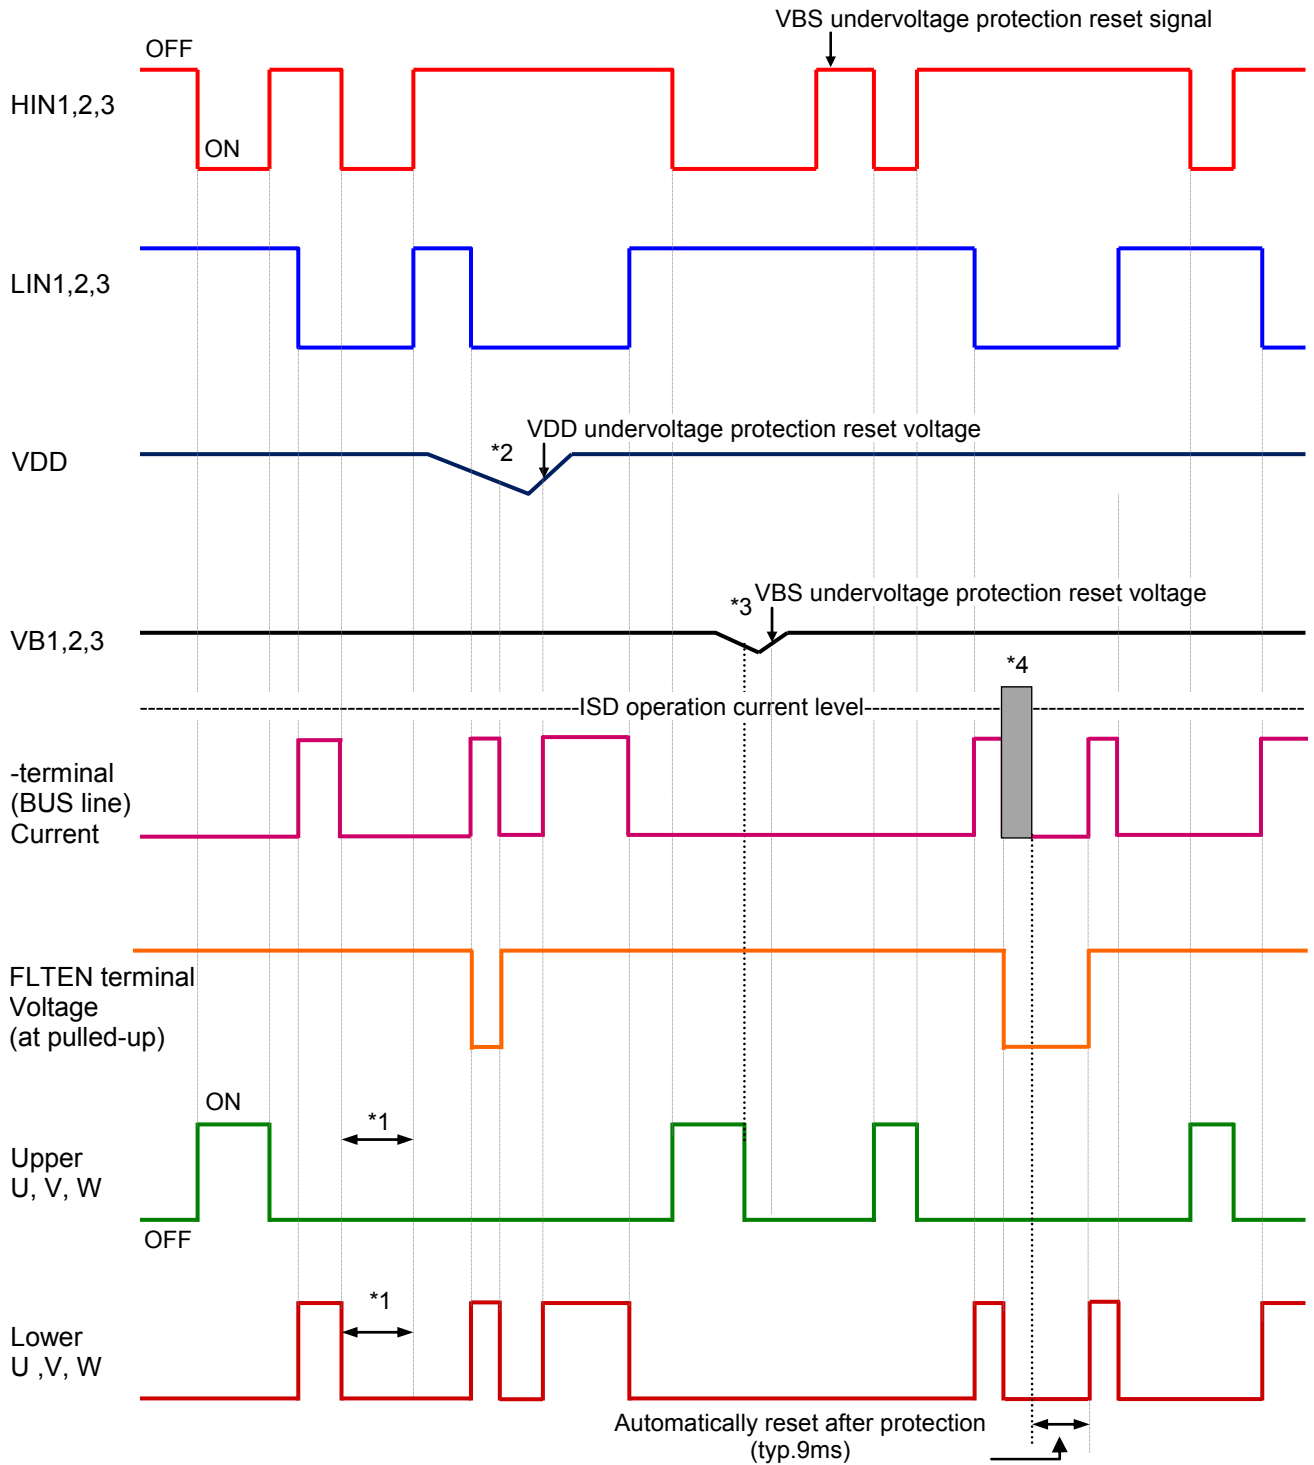 VBS undervoltage protection reset signal
OFF
HIN1,2,3
ON
LIN1,2,3
VDD undervoltage protection reset voltage
*2
VDD
VBS undervoltage protection reset voltage
*3
VB1,2,3
*4
ISD operation current level
-terminal
(BUS line)
Current
FLTEN terminal
Voltage
(at pulled-up)
ON
*1
Upper
U, V, W
OFF
*1
Lower
U ,V, W
Automatically reset after protection
(typ.9ms)